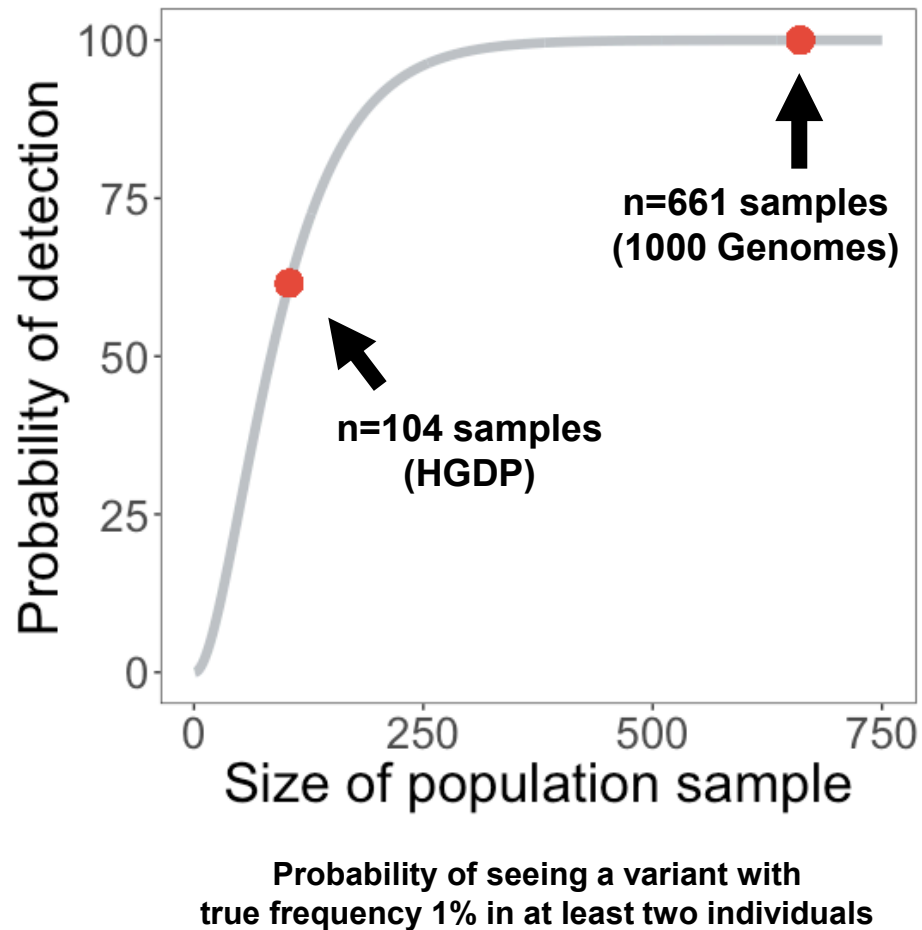 100
75
50
25
0
Probability of detection
n=661 samples
(1000 Genomes)
n=104 samples
(HGDP)
0 250 500 750
Size of population sample
Probability of seeing a variant with
true frequency 1% in at least two individuals